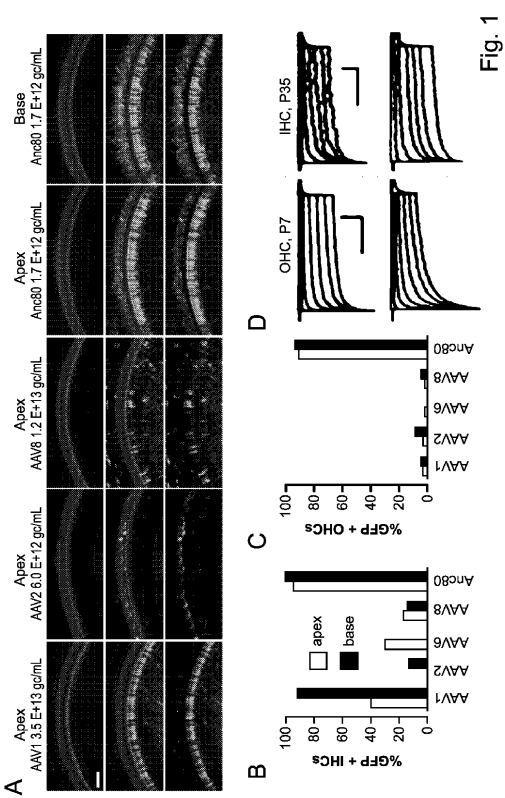 A
Apex
AAV1 3.5 E+13 gc/mL
Apex
AAV2 6.0 E+12 gc/mL
Apex
AAV8 1.2 E+13 gc/mL
Apex
Anc80 1.7 E+12 gc/mL
Base
Anc80 1.7 E+12 gc/mL
B
%GFP + IHCs
100
80
60
40
20
0
apex
base
AAV1
AAV2
AAV6
AAV8
Anc80
C
%GFP + OHCs
100
80
60
40
20
0
AAV1
AAV2
AAV6
AAV8
Anc80
D
OHC, P7
IHC, P35
Fig. 1